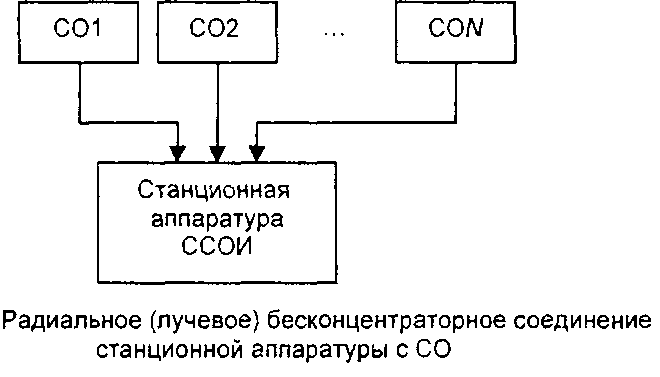 СО1 СО2 ... СОN
Станционная
аппаратура
ССОИ
Радиальное (лучевое) бесконцентраторное соединение
станционной аппаратуры с СО